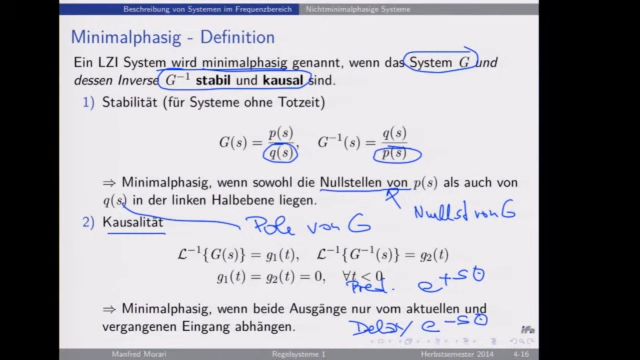 Beschreibung von Systemen im Frequenzbereich Nichtminimalphasige Systeme
Minimalphasig - Definition
Ein LZI System wird minimalphasig genannt, wenn das System G und
dessen Inverse G⁻¹ stabil und kausal sind.
1) Stabilität (für Systeme ohne Totzeit)
G(s) = p(s)/q(s), G⁻¹(s) = q(s)/p(s)
⇒ Minimalphasig, wenn sowohl die Nullstellen von p(s) als auch von
q(s) in der linken Halbebene liegen.
Nullst von G
2) Kausalität
Pole von G
L⁻¹{G(s)} = g₁(t), L⁻¹{G⁻¹(s)} = g₂(t)
g₁(t) = g₂(t) = 0, ∀t < 0
Pred. e^{+sθ}
⇒ Minimalphasig, wenn beide Ausgänge nur vom aktuellen und
vergangenen Eingang abhängen.
Delay e^{-sθ}
ifa
Manfred Morari Regelsysteme 1 Herbstsemester 2014 4-16